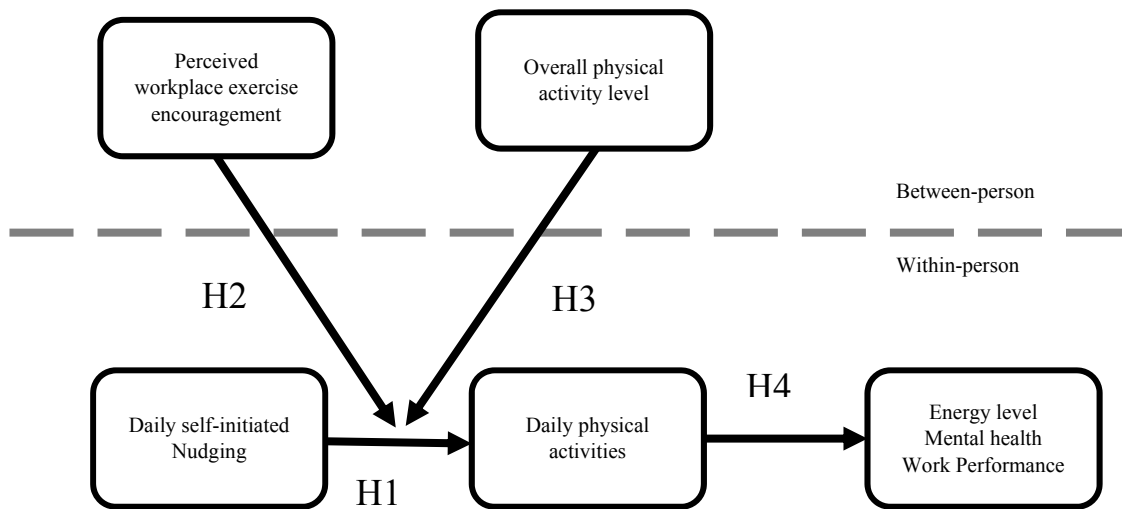 Perceived
workplace exercise
encouragement
Overall physical
activity level
Between-person
Within-person
H2
H3
Daily self-initiated
Nudging
H1
Daily physical
activities
H4
Energy level
Mental health
Work Performance